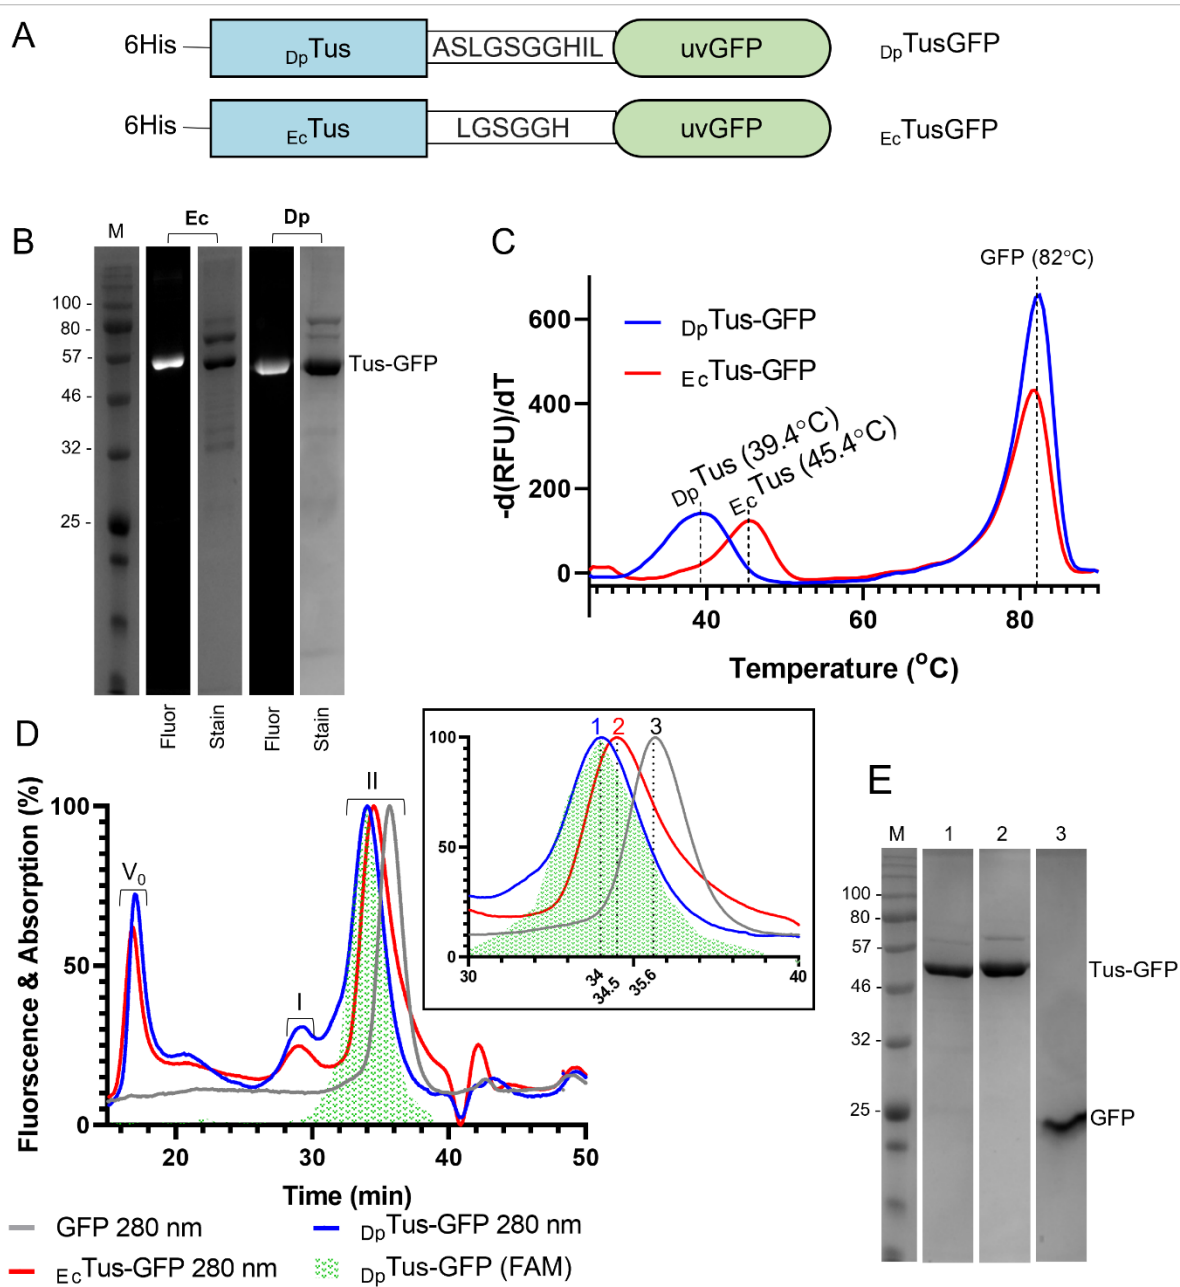 A
6His DpTus ASLGSGGHIL uvGFP DpTusGFP
6His EcTus LGSGGH uvGFP EcTusGFP
B
M Ec Dp
100 -
80 -
57 -
46 -
32 -
25 -
Tus-GFP
Fluor Stain Fluor Stain
C
GFP (82°C)
DpTus-GFP
EcTus-GFP
DpTus (39.4°C)
EcTus (45.4°C)
-d(RFU)/dT
600
400
200
0
40 60 80
Temperature (°C)
D
Fluorscence & Absorption (%)
100
50
0
V0
I
II
20 30 40 50
Time (min)
1 2 3
100
50
0
30 34 34.5 35.6 40
GFP 280 nm
DpTus-GFP 280 nm
EcTus-GFP 280 nm
DpTus-GFP (FAM)
E
M 1 2 3
100 -
80 -
57 -
46 -
32 -
25 -
Tus-GFP
GFP